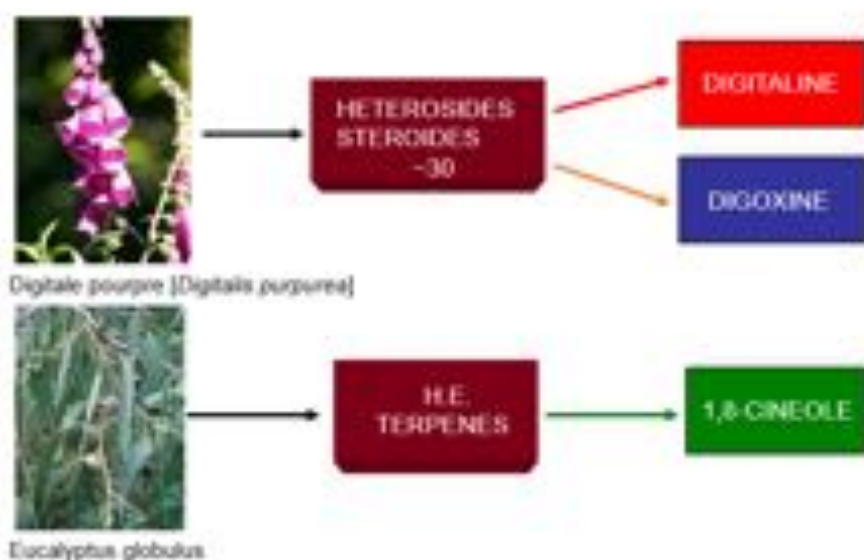 HETEROSIDES
STEROIDES
~30
DIGITALINE
DIGOXINE
Digitale pourpre [Digitalis purpurea]
H.E.
TERPENES
1,8-CINEOLE
Eucalyptus globulus